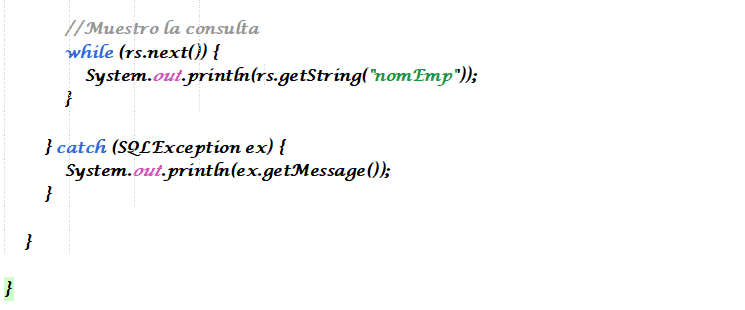 //Muestro la consulta
while (rs.next()) {
System.out.println(rs.getString("nomEmp"));
}
} catch (SQLException ex) {
System.out.println(ex.getMessage());
}
}
}